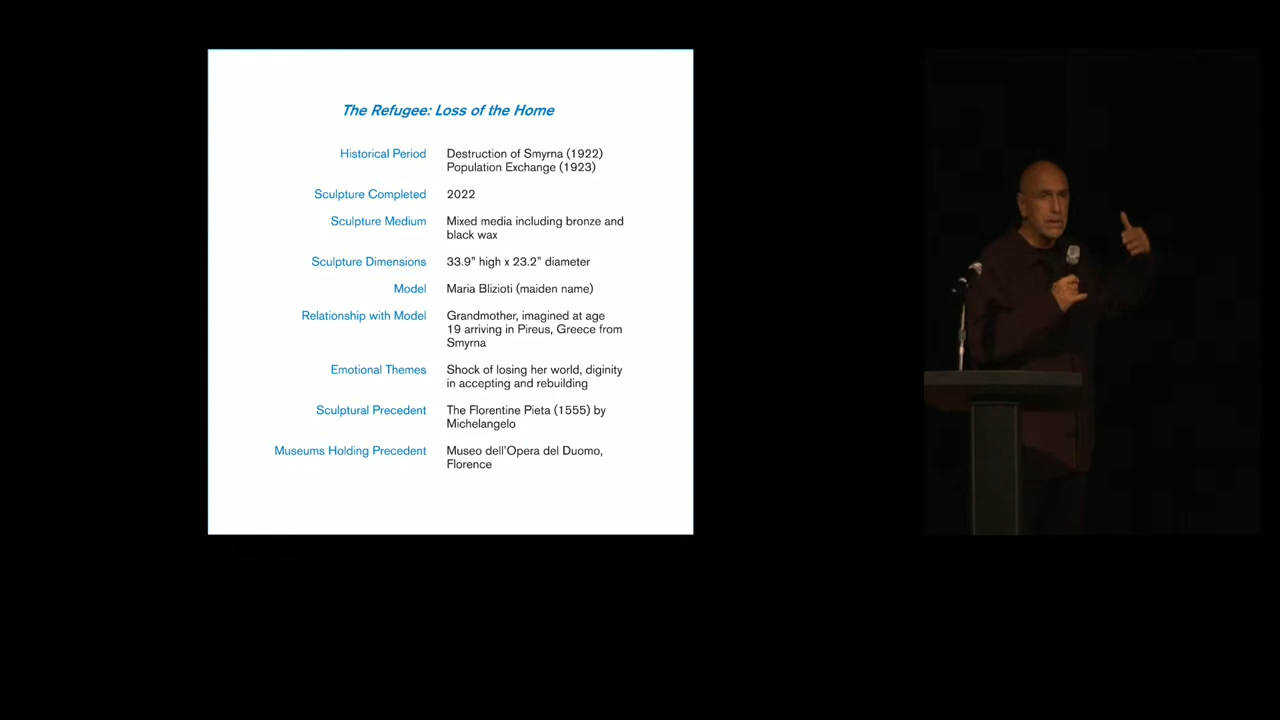 The Refugee: Loss of the Home
Historical Period
Destruction of Smyrna (1922)
Population Exchange (1923)
Sculpture Completed
2022
Sculpture Medium
Mixed media including bronze and
black wax
Sculpture Dimensions
33.9" high x 23.2" diameter
Model
Maria Blizioti (maiden name)
Relationship with Model
Grandmother, imagined at age
19 arriving in Pireus, Greece from
Smyrna
Emotional Themes
Shock of losing her world, diginity
in accepting and rebuilding
Sculptural Precedent
The Florentine Pieta (1555) by
Michelangelo
Museums Holding Precedent
Museo dell'Opera del Duomo,
Florence